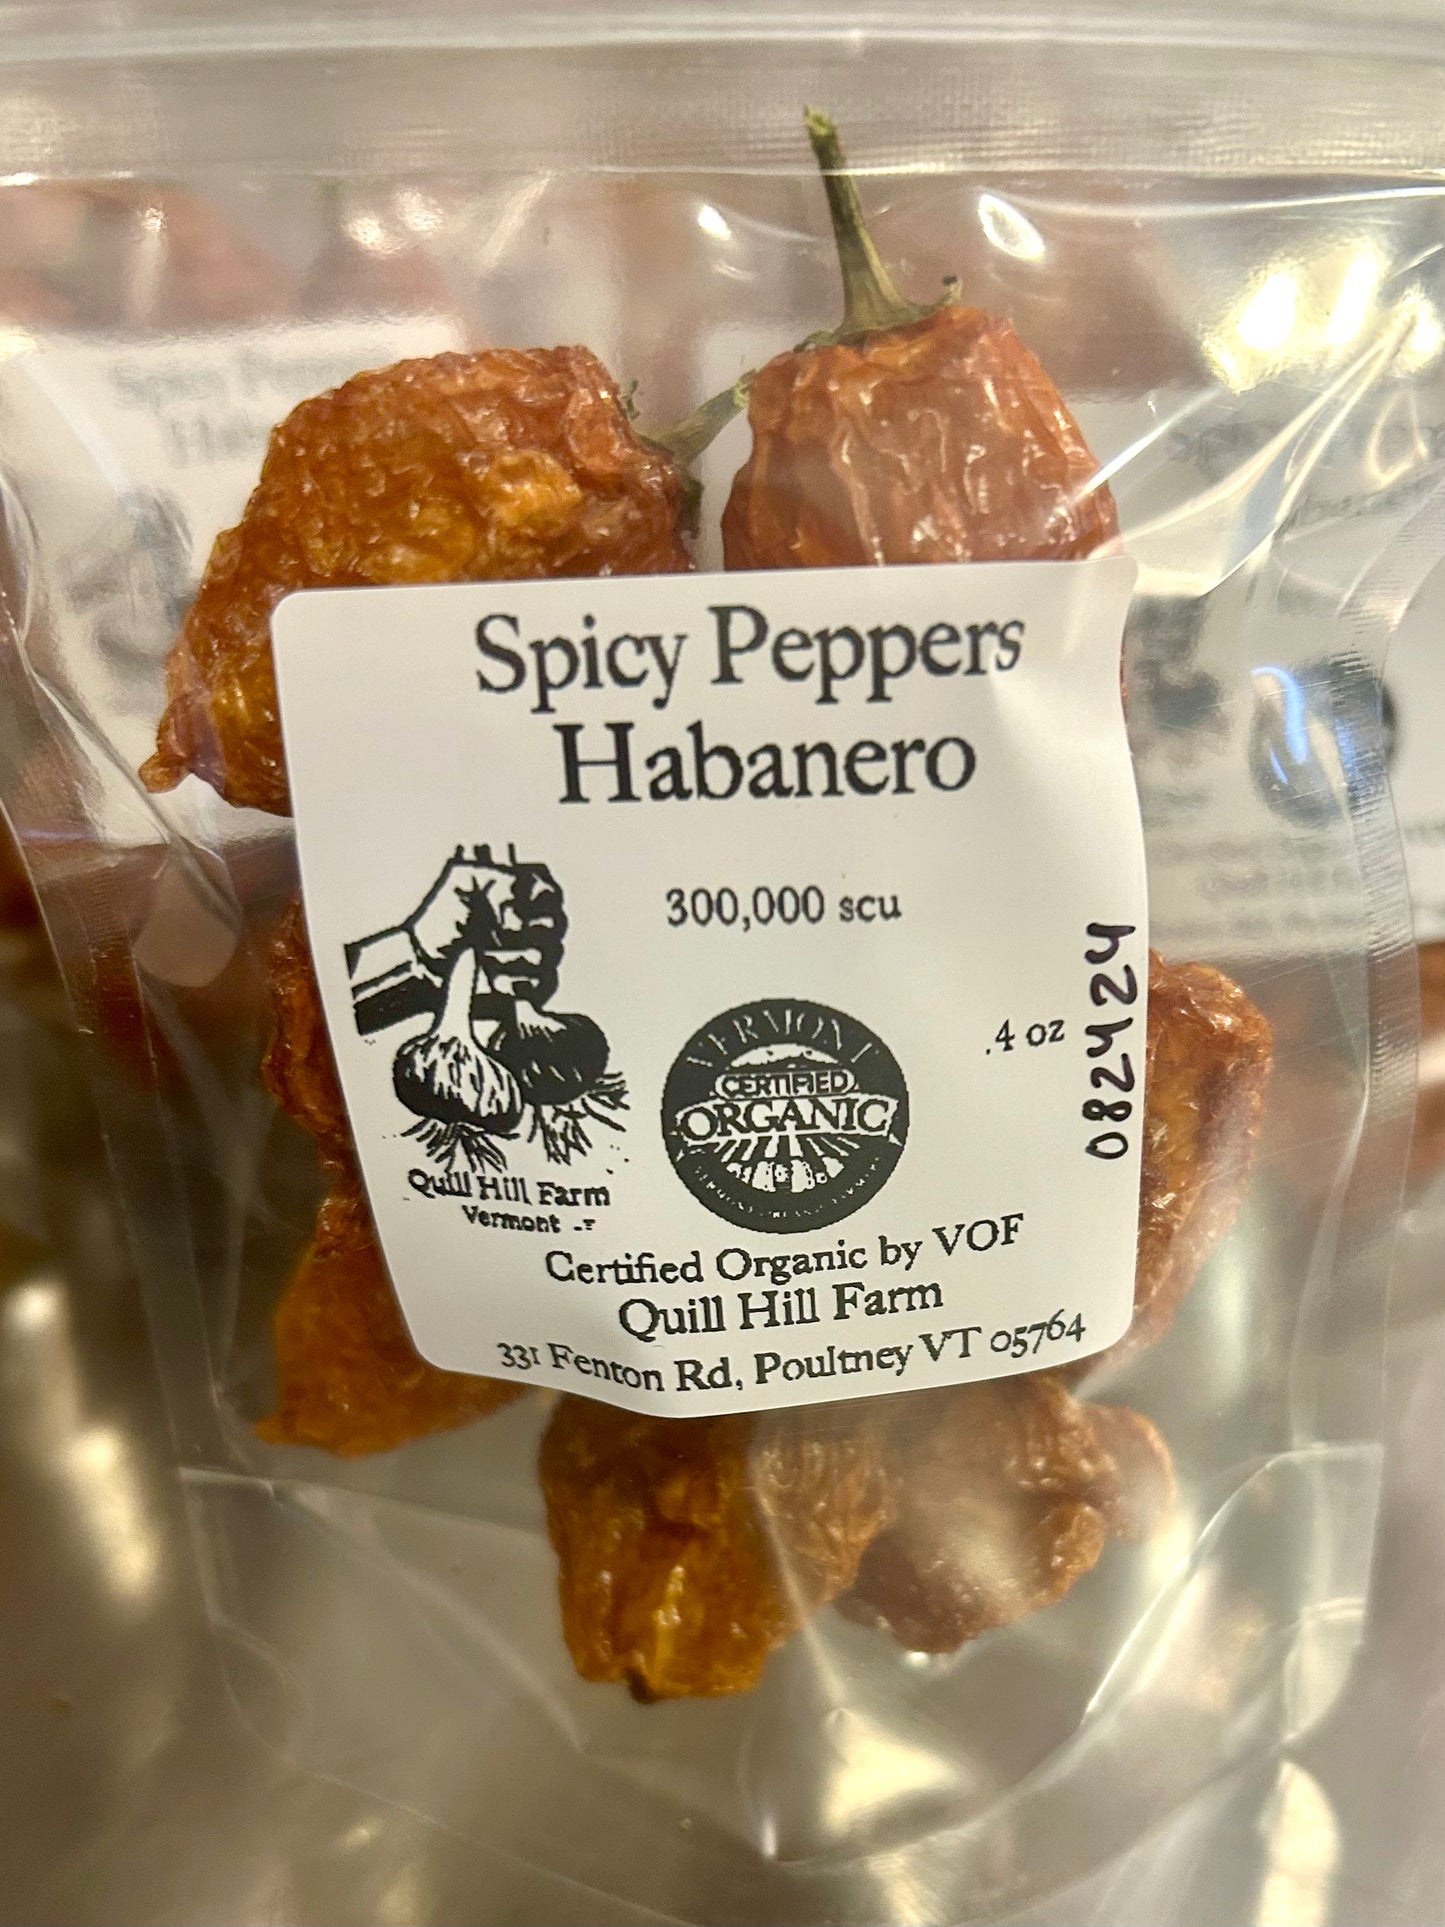 Spicy Peppers
Habanero
300,000 scu
.4 oz
082424
VERMONT
CERTIFIED
ORGANIC
Quill Hill Farm
Vermont
Certified Organic by VOF
Quill Hill Farm
331 Fenton Rd, Poultney VT 05764